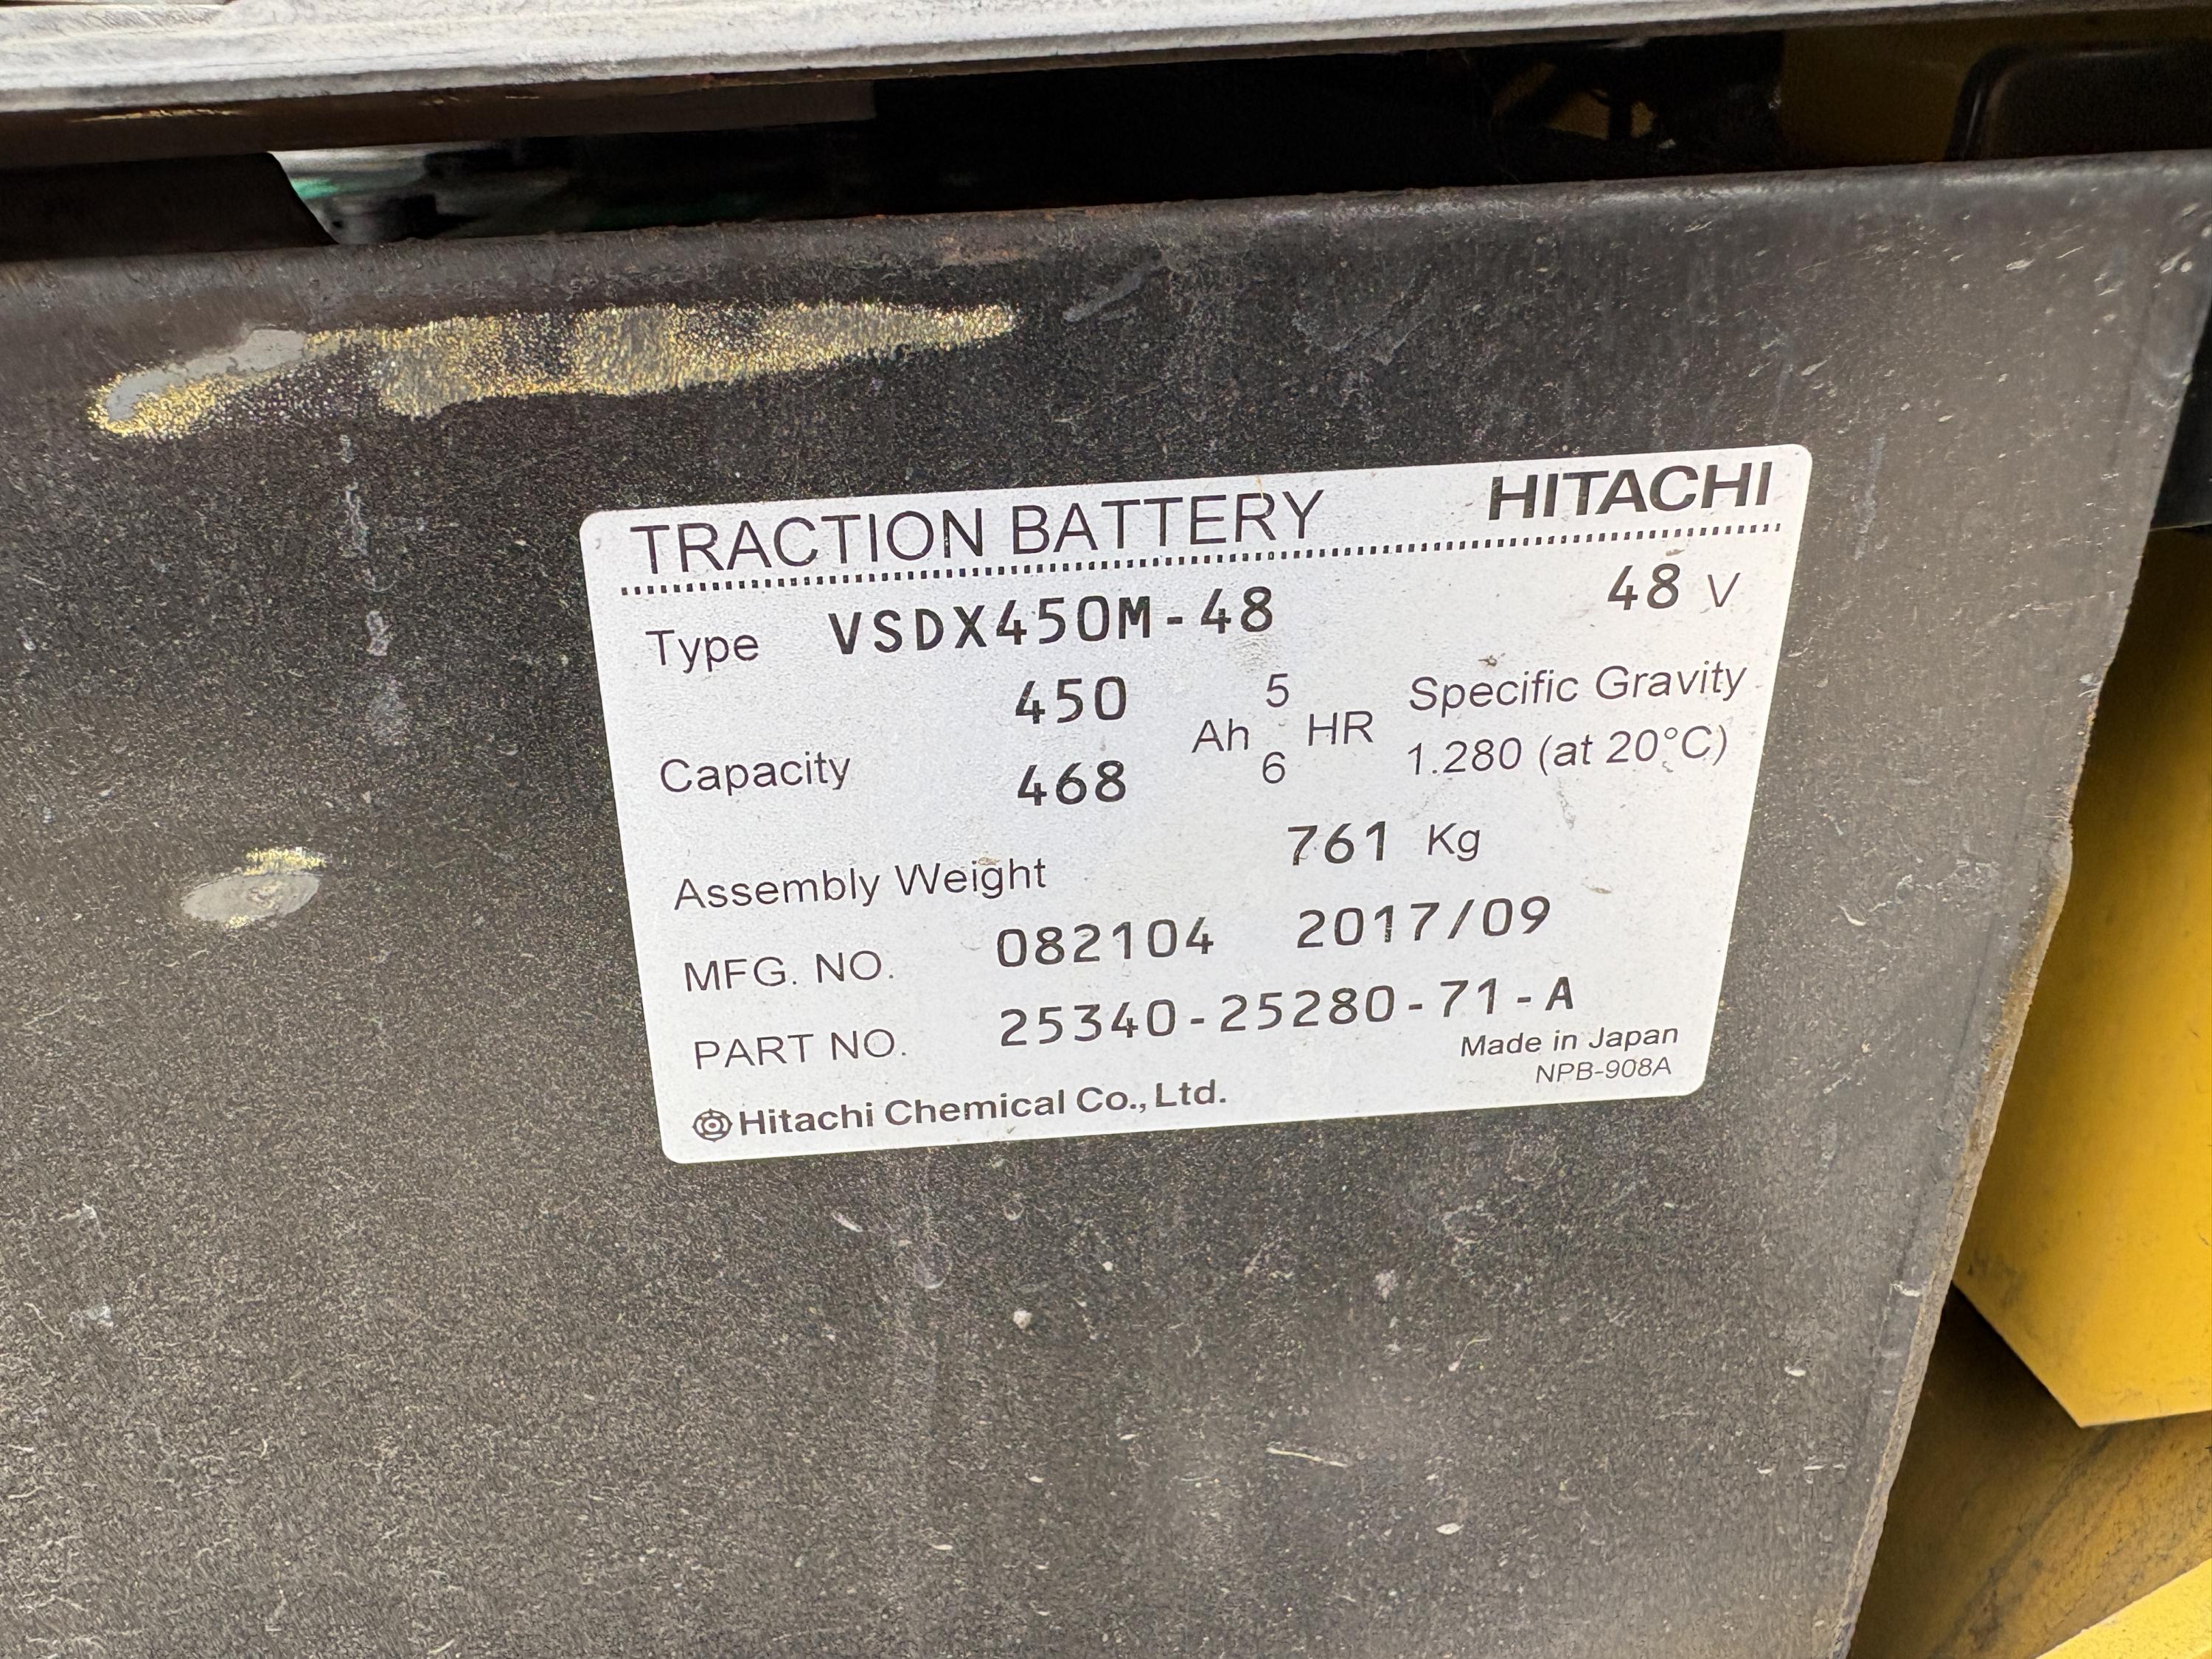 TRACTION BATTERY HITACHI
Type VSDX450M-48 48 V
450 5 Specific Gravity
Capacity Ah HR 1.280 (at 20°C)
468 6
Assembly Weight 761 Kg
MFG. NO. 082104 2017/09
PART NO. 25340-25280-71-A
Made in Japan
NPB-908A
Hitachi Chemical Co., Ltd.